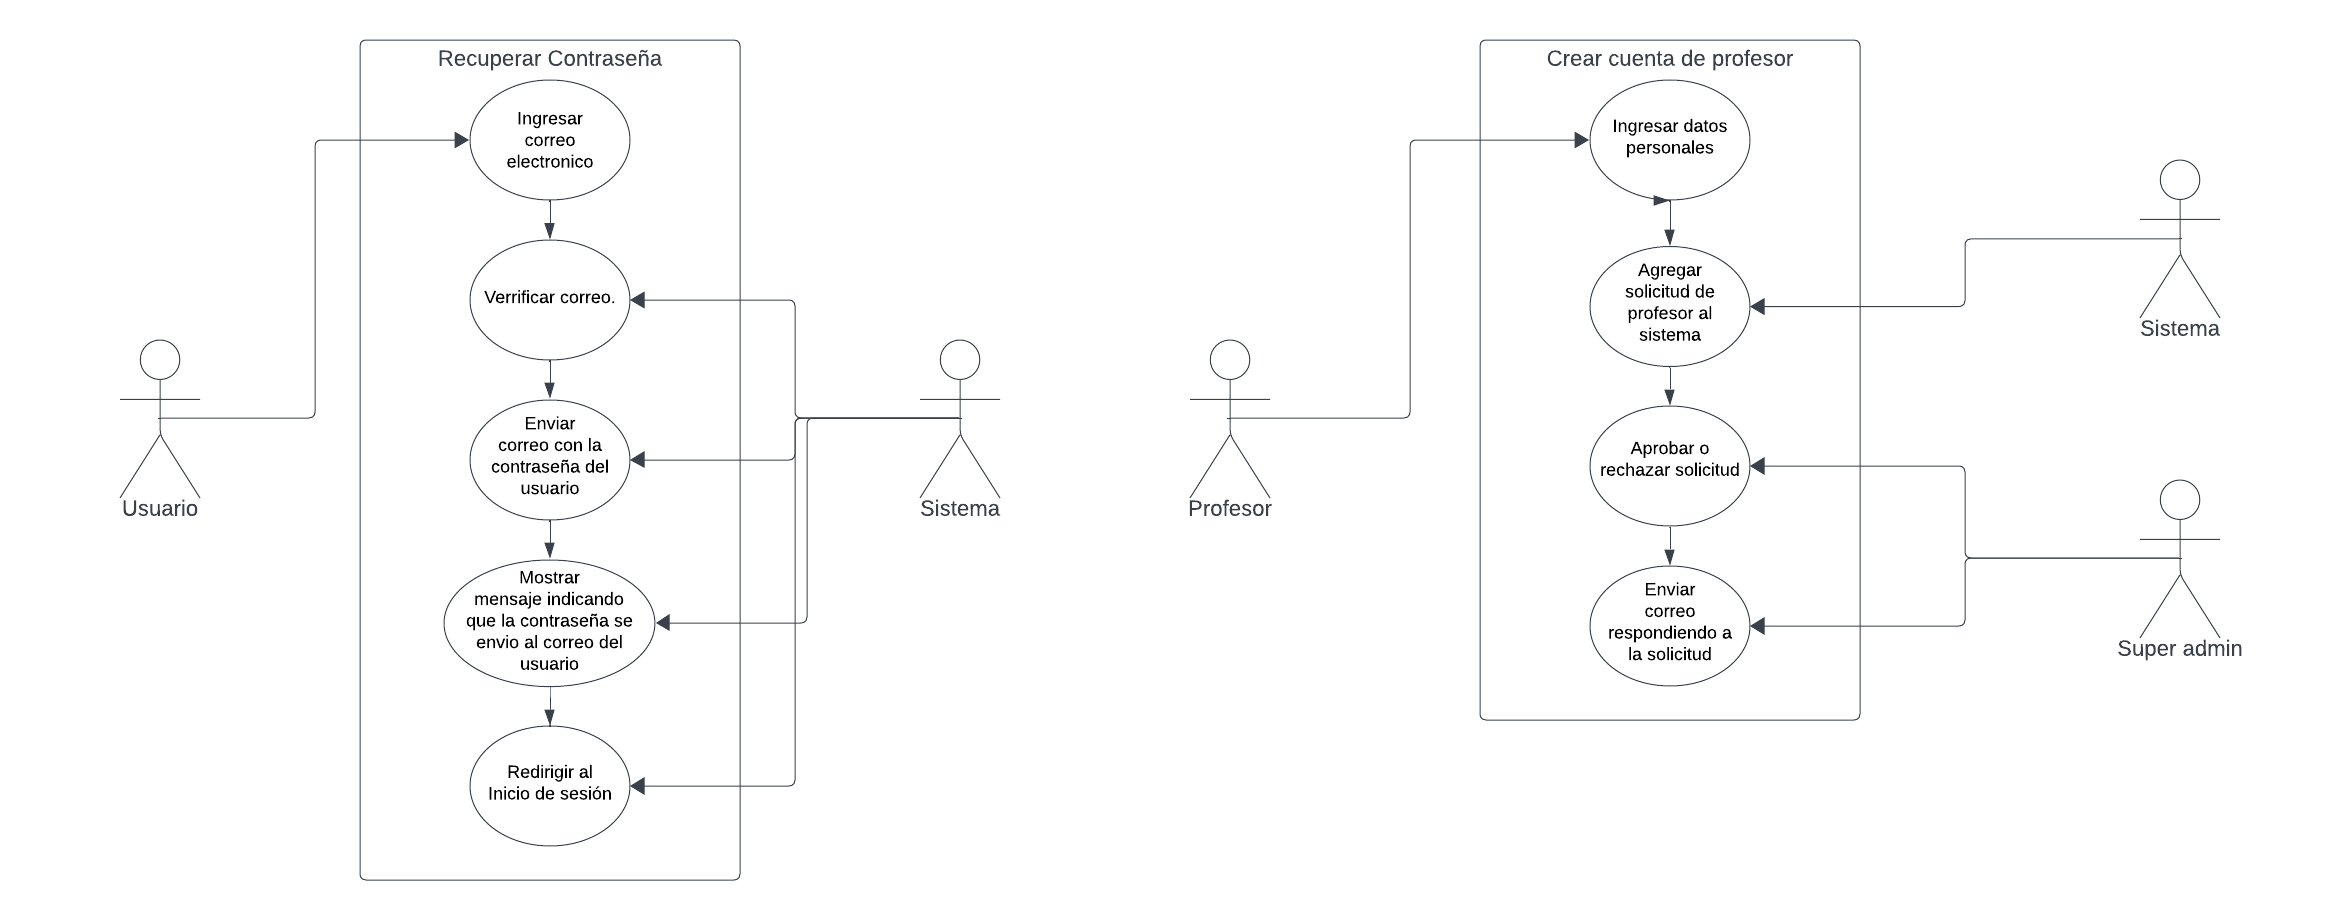 Recuperar Contraseña
Ingresar
correo
electronico
Verrificar correo.
Enviar
correo con la
contraseña del
usuario
Mostrar
mensaje indicando
que la contraseña se
envio al correo del
usuario
Redirigir al
Inicio de sesión
Usuario
Sistema
Crear cuenta de profesor
Ingresar datos
personales
Agregar
solicitud de
profesor al
sistema
Aprobar o
rechazar solicitud
Enviar
correo
respondiendo a
la solicitud
Profesor
Sistema
Super admin